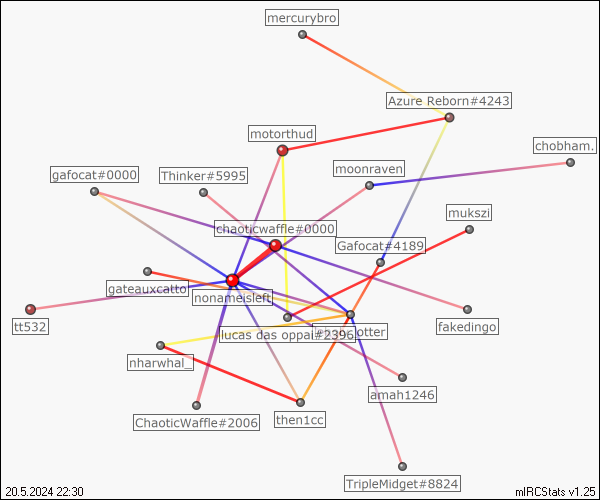 mercurybro
Azure Reborn#4243
motorthud
chobham.
moonraven
gafocat#0000
Thinker#5995
mukszi
chaoticwaffle#0000
Gafocat#4189
gateauxcatto
nonameisleft
tt532
fakedingo
lucas das oppai#2396
otter
nharwhal_
amah1246
ChaoticWaffle#2006
then1cc
TripleMidget#8824
20.5.2024 22:30
mIRCStats v1.25